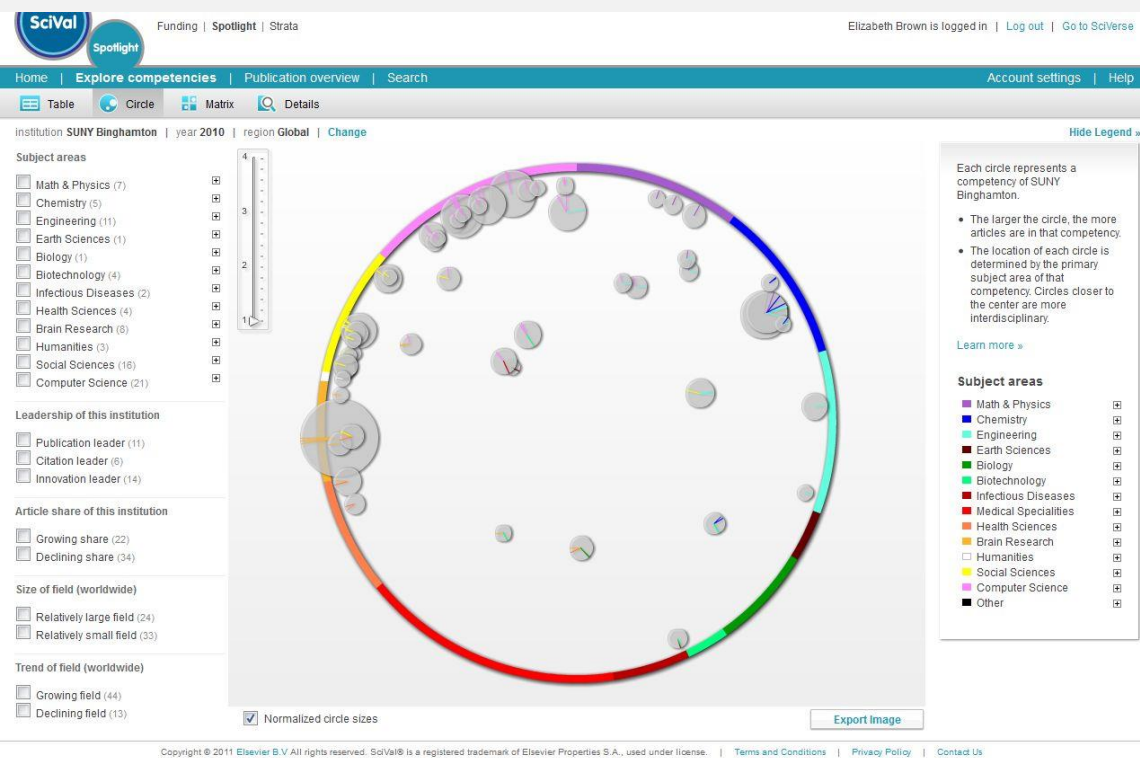 SciVal
Spotlight
Funding | Spotlight | Strata
Elizabeth Brown is logged in | Log out | Go to SciVerse
Home | Explore competencies | Publication overview | Search
Account settings | Help
Table Circle Matrix Details
institution SUNY Binghamton | year 2010 | region Global | Change
Hide Legend »
Subject areas
Math & Physics (7)
Chemistry (5)
Engineering (11)
Earth Sciences (1)
Biology (1)
Biotechnology (4)
Infectious Diseases (2)
Health Sciences (4)
Brain Research (8)
Humanities (3)
Social Sciences (16)
Computer Science (21)
Leadership of this institution
Publication leader (11)
Citation leader (6)
Innovation leader (14)
Article share of this institution
Growing share (22)
Declining share (34)
Size of field (worldwide)
Relatively large field (24)
Relatively small field (33)
Trend of field (worldwide)
Growing field (44)
Declining field (13)
4
3
2
1
Normalized circle sizes
Export Image
Each circle represents a
competency of SUNY
Binghamton.
• The larger the circle, the more
articles are in that competency.
• The location of each circle is
determined by the primary
subject area of that
competency. Circles closer to
the center are more
interdisciplinary.
Learn more »
Subject areas
Math & Physics
Chemistry
Engineering
Earth Sciences
Biology
Biotechnology
Infectious Diseases
Medical Specialities
Health Sciences
Brain Research
Humanities
Social Sciences
Computer Science
Other
Copyright © 2011 Elsevier B.V All rights reserved. SciVal® is a registered trademark of Elsevier Properties S.A., used under license. | Terms and Conditions | Privacy Policy | Contact Us